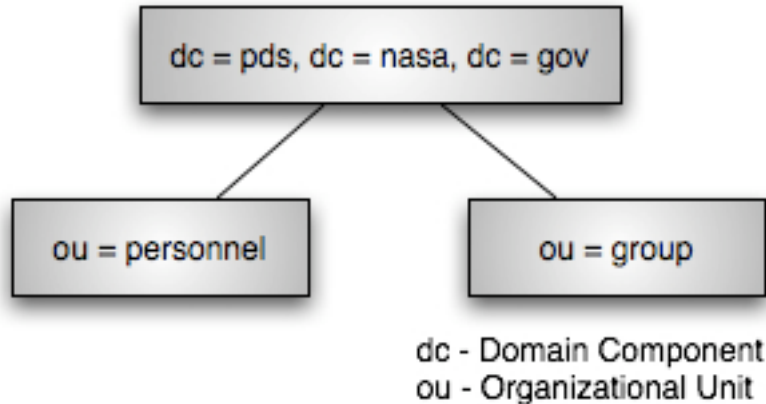 dc = pds, dc = nasa, dc = gov
ou = personnel
ou = group
dc - Domain Component
ou - Organizational Unit